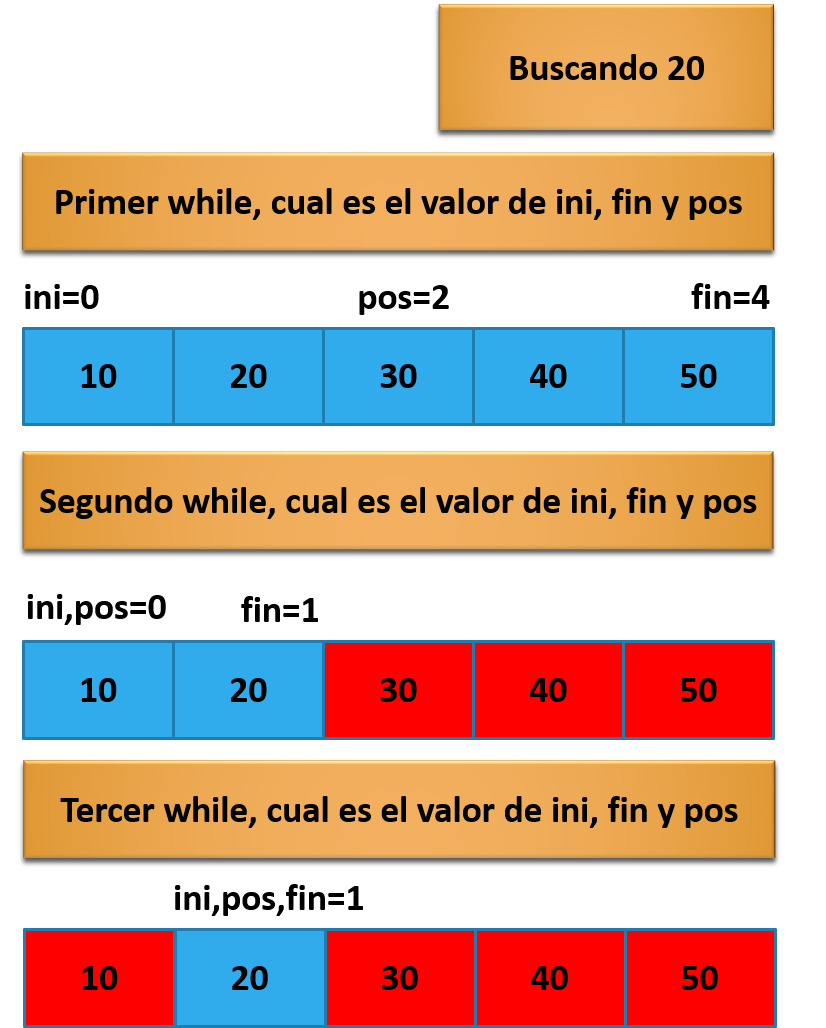 Buscando 20
Primer while, cual es el valor de ini, fin y pos
ini=0 pos=2 fin=4
10 20 30 40 50
Segundo while, cual es el valor de ini, fin y pos
ini,pos=0 fin=1
10 20 30 40 50
Tercer while, cual es el valor de ini, fin y pos
ini,pos,fin=1
10 20 30 40 50